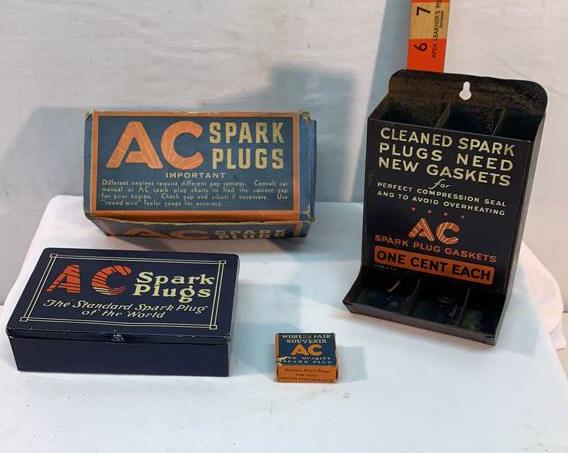 7
6
AC SPARK
PLUGS
IMPORTANT
Different engines require different gap settings. Consult car
manual or AC spark plug charts to find the correct gap
for your engine. Check gap and adjust if necessary. Use
"round wire" feeler gauge for accuracy.
SPARK
PLUGS
CLEANED SPARK
PLUGS NEED
NEW GASKETS
for
PERFECT COMPRESSION SEAL
AND TO AVOID OVERHEATING
AC
SPARK PLUG GASKETS
ONE CENT EACH
AC Spark
Plugs
The Standard Spark Plug
of the World
WORLD'S FAIR
SOUVENIR
AC
SPARK PLUG